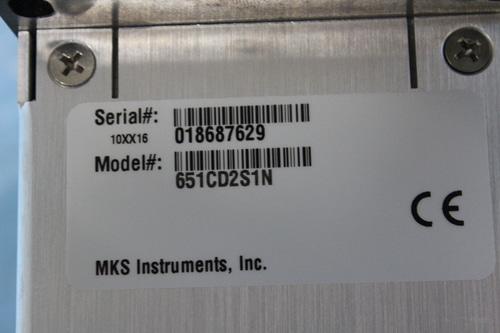 Serial#:
10XX16 018687629
Model#:
651CD2S1N
CE
MKS Instruments, Inc.